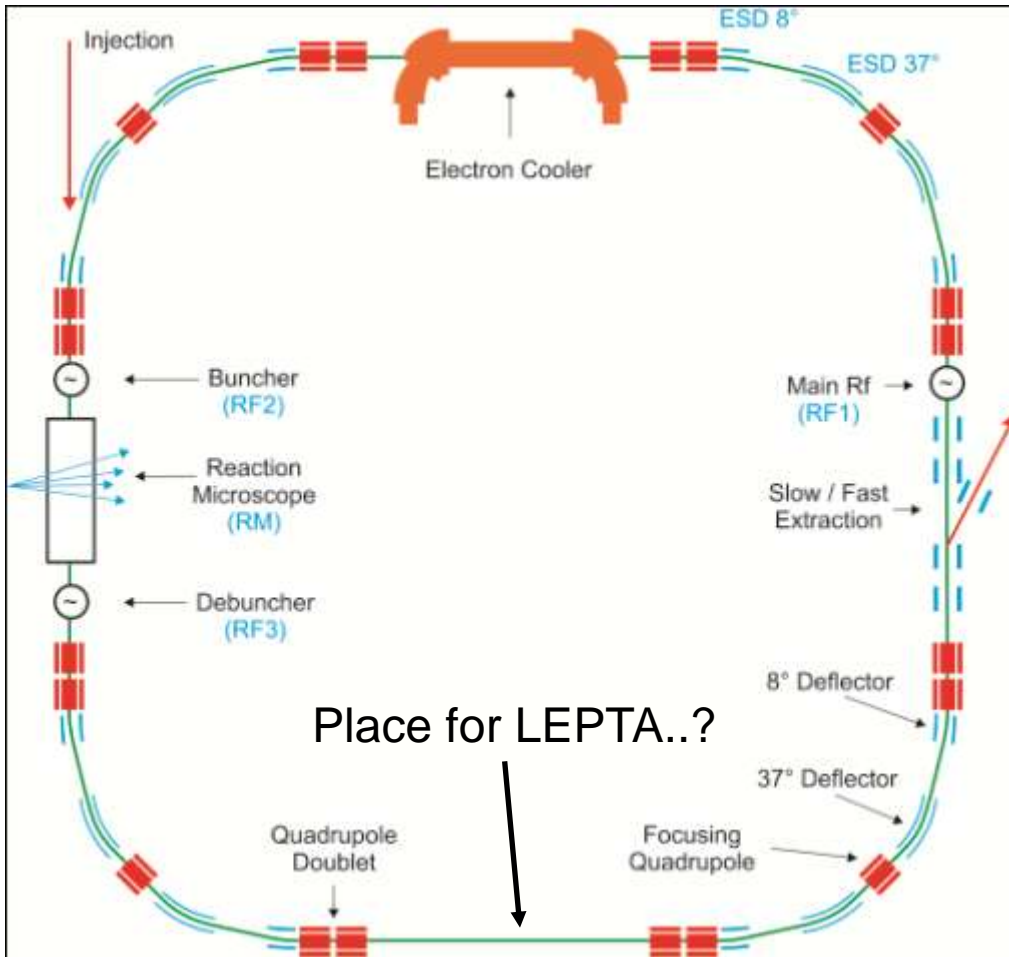 ESD 8°
Injection
ESD 37°
Electron Cooler
Buncher
(RF2)
Main Rf
(RF1)
~
~
Reaction
Microscope
(RM)
Slow / Fast
Extraction
Debuncher
(RF3)
~
8° Deflector
Place for LEPTA..?
37° Deflector
Quadrupole
Doublet
Focusing
Quadrupole